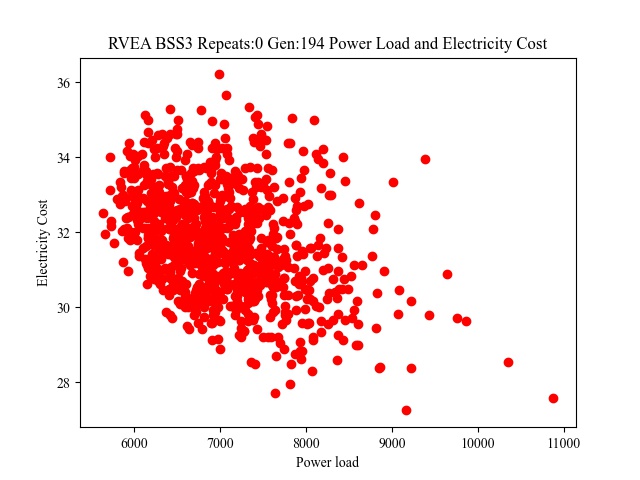 RVEA BSS3 Repeats:0 Gen:194 Power Load and Electricity Cost
36
34
32
30
28
Electricity Cost
6000 7000 8000 9000 10000 11000
Power load